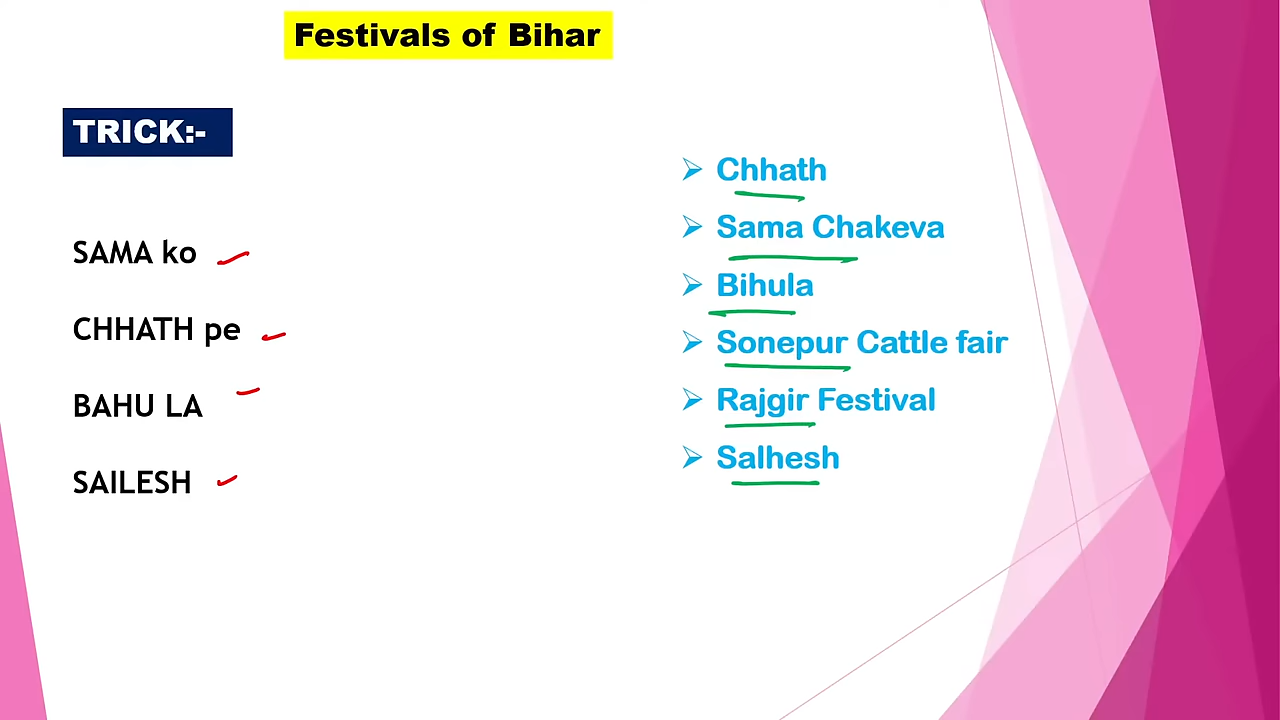 Festivals of Bihar
TRICK:-
SAMA ko
CHHATH pe
BAHU LA
SAILESH
Chhath
Sama Chakeva
Bihula
Sonepur Cattle fair
Rajgir Festival
Salhesh